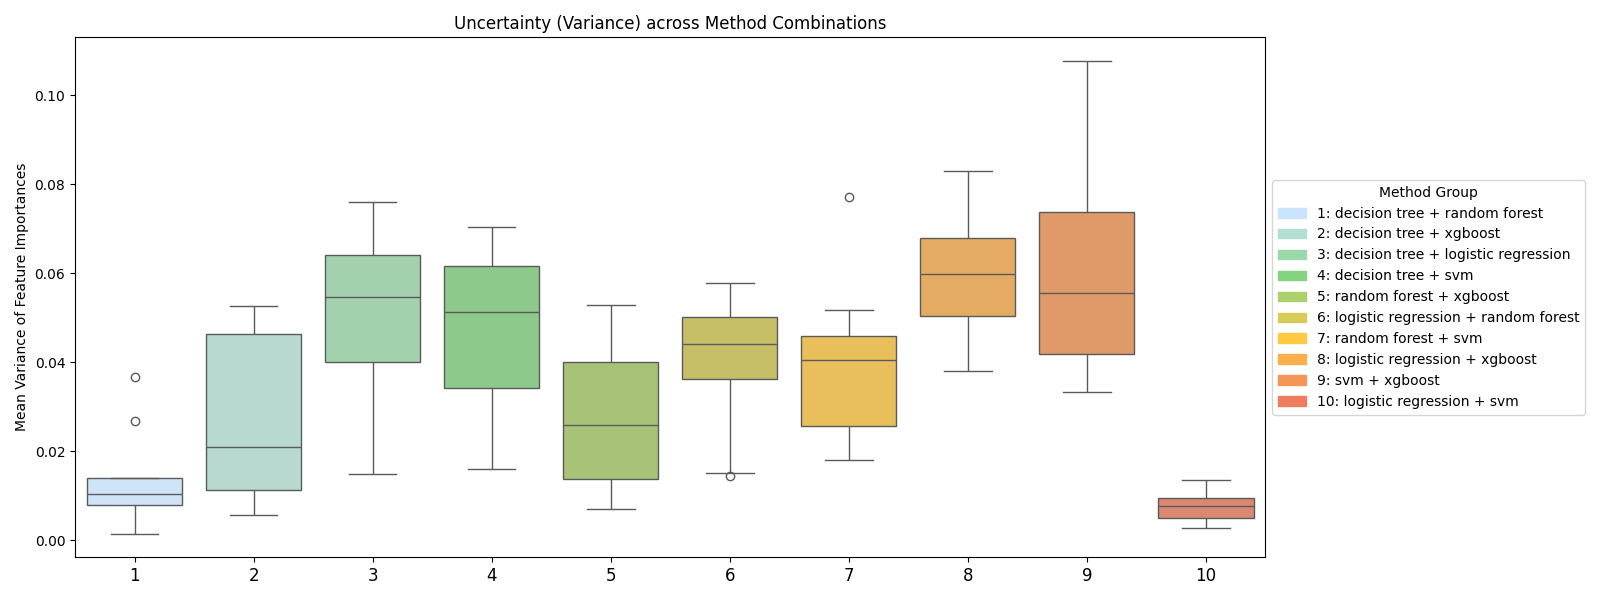 Uncertainty (Variance) across Method Combinations
Mean Variance of Feature Importances
0.10
0.08
0.06
0.04
0.02
0.00
1 2 3 4 5 6 7 8 9 10
Method Group
1: decision tree + random forest
2: decision tree + xgboost
3: decision tree + logistic regression
4: decision tree + svm
5: random forest + xgboost
6: logistic regression + random forest
7: random forest + svm
8: logistic regression + xgboost
9: svm + xgboost
10: logistic regression + svm